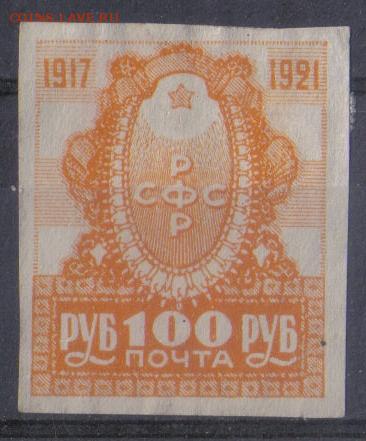 COINS.LAVE.RU
1917 1921
Р
СФС
Р
РУБ 100 РУБ
ПОЧТА